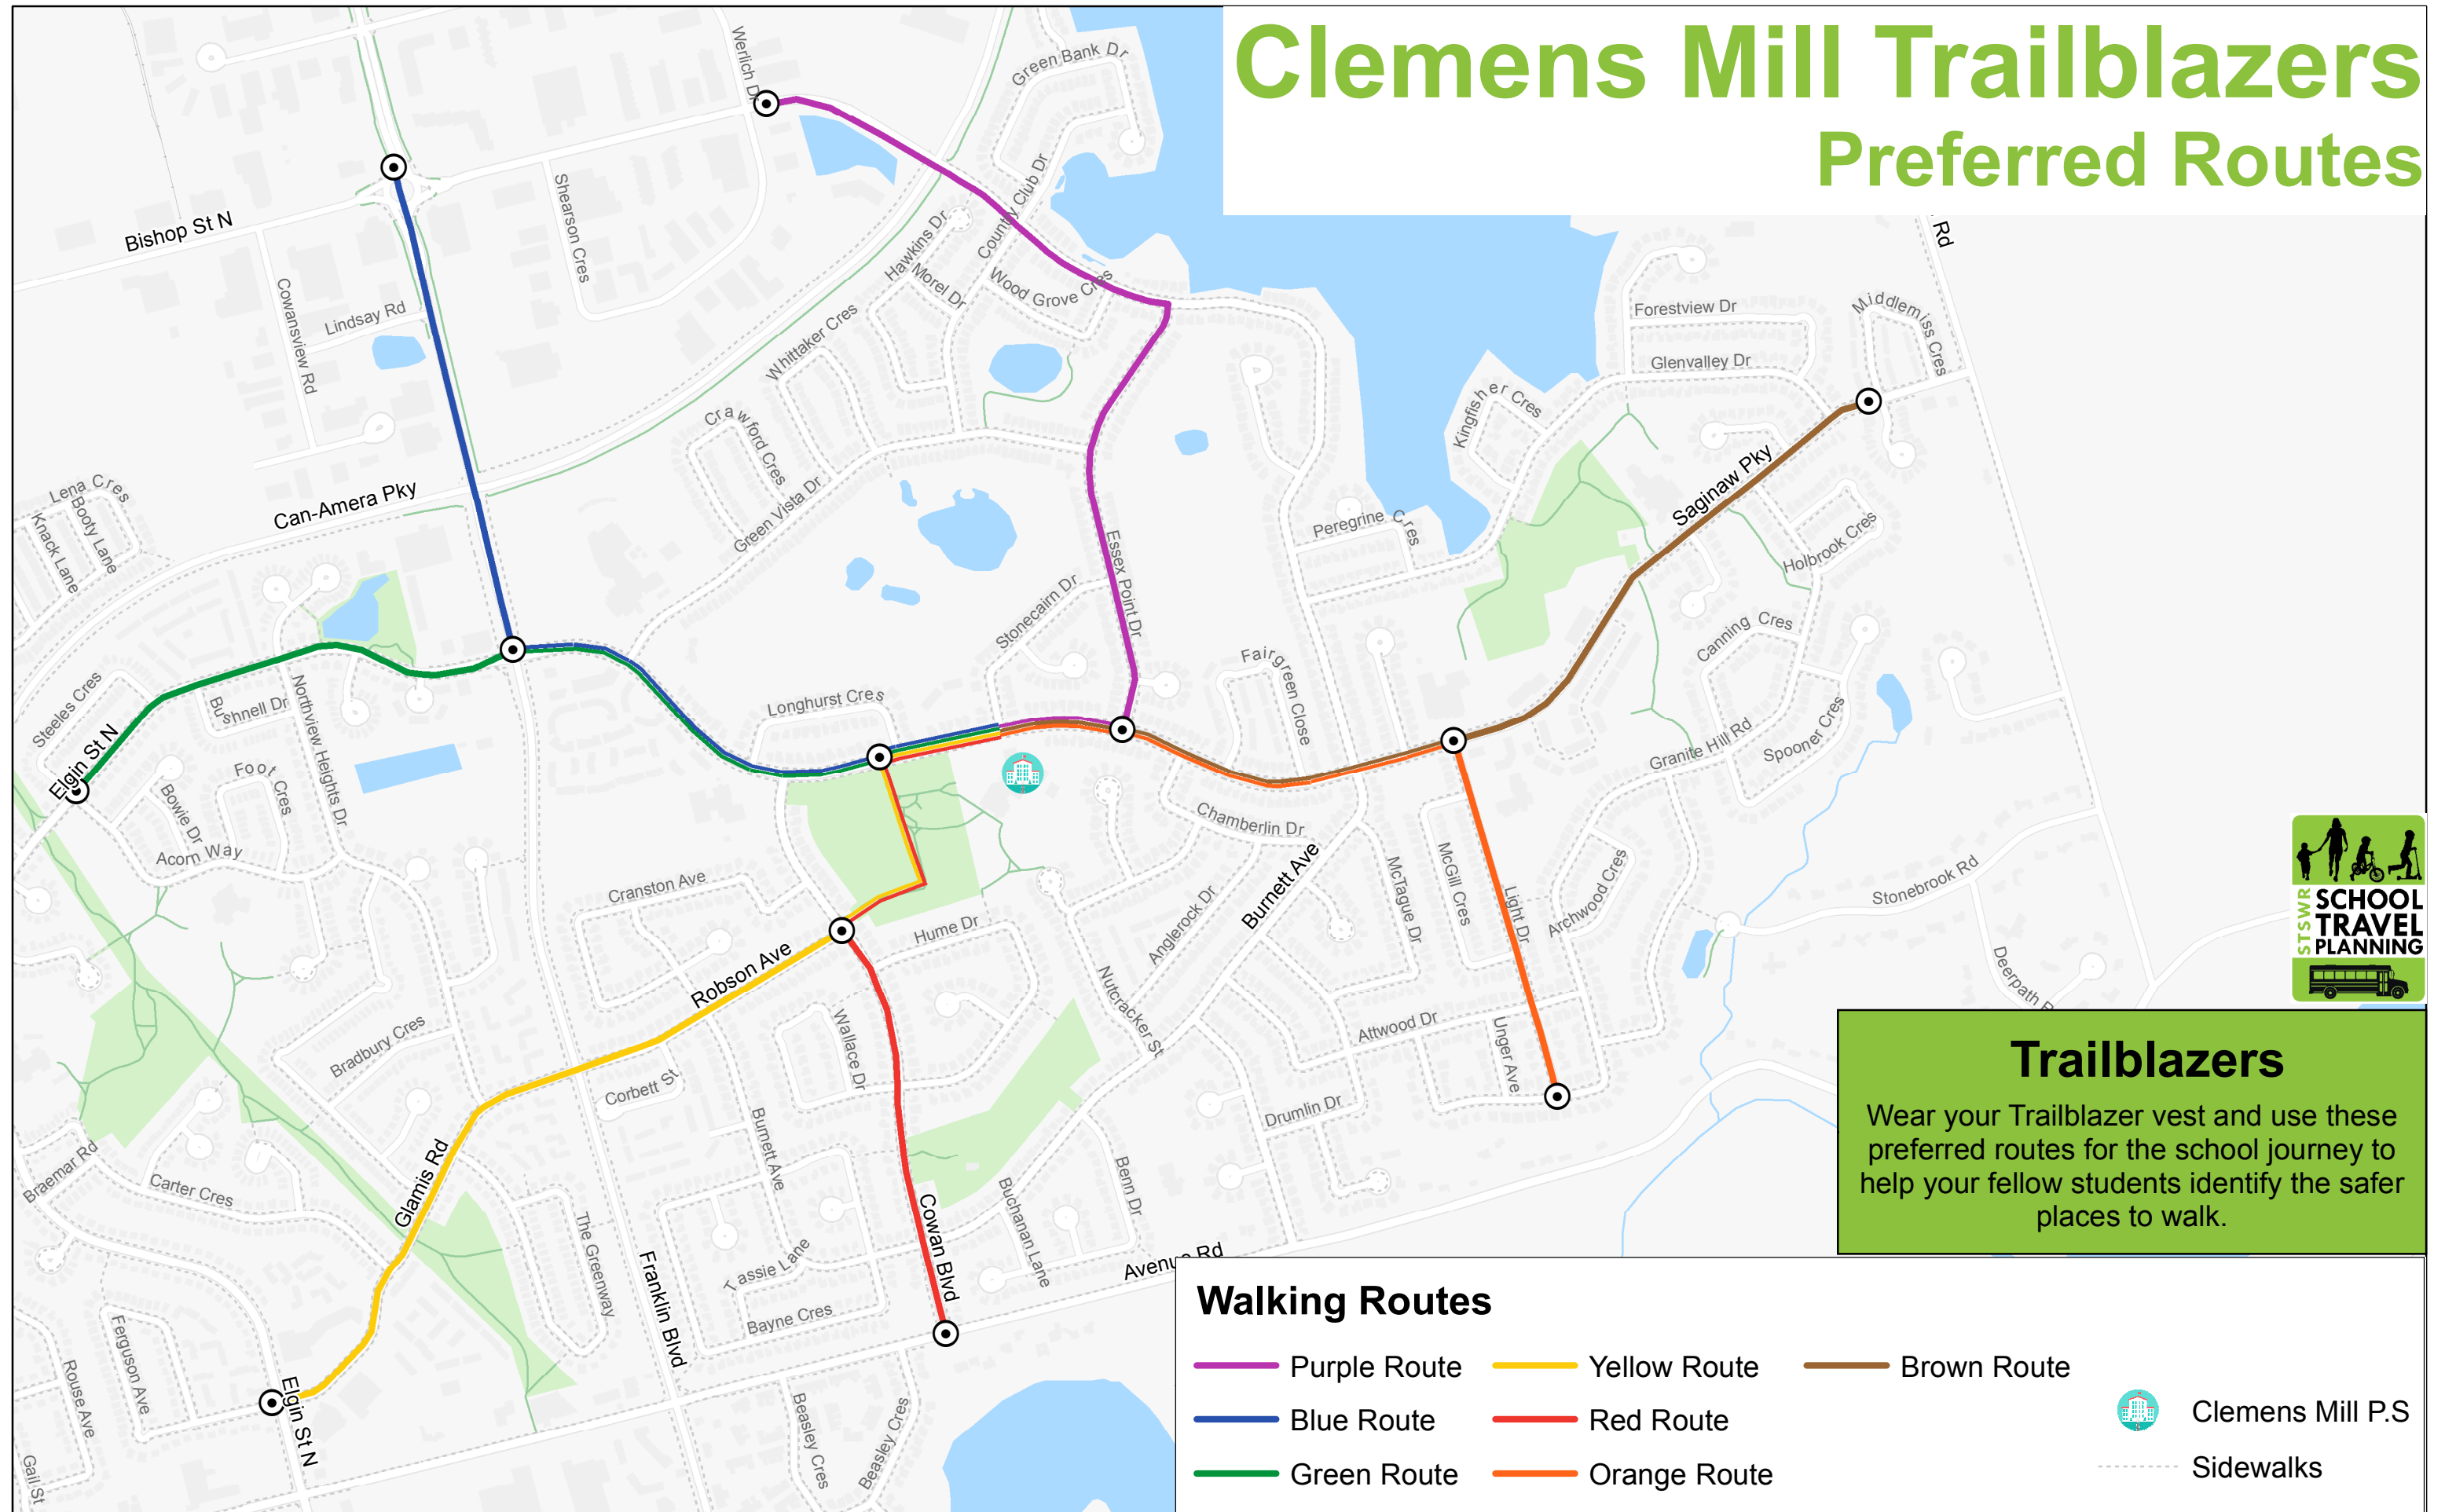 Clemens Mill Trailblazers
Preferred Routes
Werlich Dr
Green Bank Dr
Bishop St N
Shearson Cres
Cowansview Rd
Lindsay Rd
Hawkins Dr
Country Club Dr
Morel Dr
Wood Grove Cres
Whittaker Cres
Crawford Cres
Green Vista Dr
Can-Amera Pky
Lena Cres
Booty Lane
Knack Lane
Rd
Forestview Dr
Middlemiss Cres
Glenvalley Dr
Kingfisher Cres
Saginaw Pky
Peregrine Cres
Holbrook Cres
Essex Point Dr
Stonecairn Dr
Fairgreen Close
Canning Cres
Granite Hill Rd
Spooner Cres
Steeles Cres
Elgin St N
Bushnell Dr
Northview Heights Dr
Foot Cres
Bowie Dr
Acorn Way
Longhurst Cres
Chamberlin Dr
Burnett Ave
McTague Dr
McGill Cres
Light Dr
Archwood Cres
Stonebrook Rd
Deerpath R
Cranston Ave
Robson Ave
Hume Dr
Anglerock Dr
Nutcracker St
Wallace Dr
Attwood Dr
Unger Ave
Drumlin Dr
Bradbury Cres
Corbett St
Burnett Ave
Braemar Rd
Carter Cres
Glamis Rd
The Greenway
Franklin Blvd
Tassie Lane
Bayne Cres
Cowan Blvd
Buchanan Lane
Benn Dr
Avenue Rd
Ferguson Ave
Rouse Ave
Gail St
Elgin St N
Beasley Cres
Beasley Cres
STSWR
SCHOOL
TRAVEL
PLANNING
Trailblazers
Wear your Trailblazer vest and use these
preferred routes for the school journey to
help your fellow students identify the safer
places to walk.
Walking Routes
Purple Route
Yellow Route
Brown Route
Blue Route
Red Route
Clemens Mill P.S
Green Route
Orange Route
Sidewalks